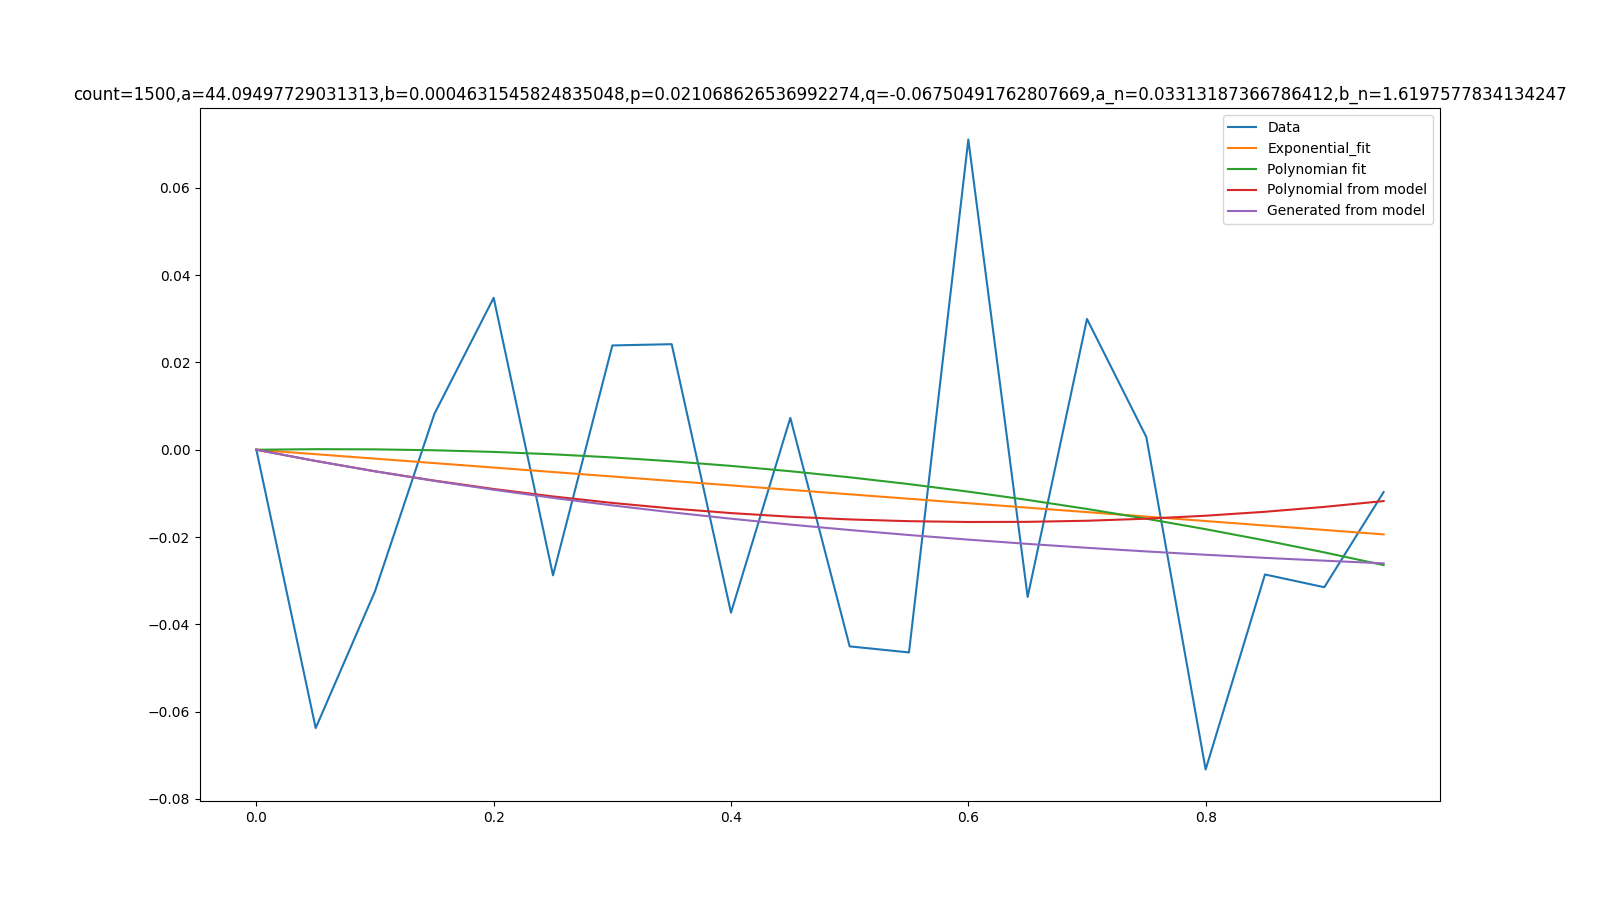 count=1500,a=44.09497729031313,b=0.0004631545824835048,p=0.021068626536992274,q=-0.06750491762807669,a_n=0.03313187366786412,b_n=1.6197577834134247
Data
Exponential_fit
Polynomian fit
Polynomial from model
Generated from model
0.06
0.04
0.02
0.00
−0.02
−0.04
−0.06
−0.08
0.0 0.2 0.4 0.6 0.8